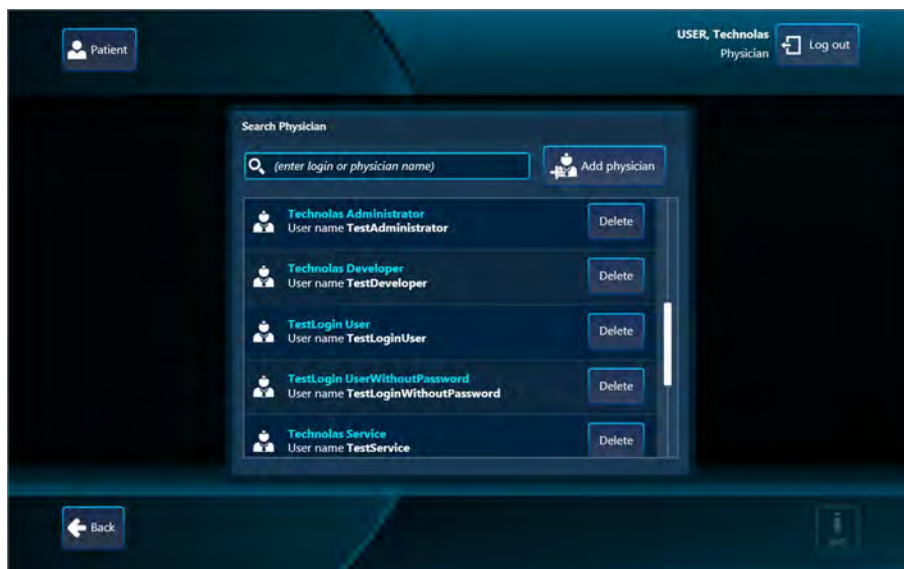 Patient
USER, Technolas
Physician
Log out
Search Physician
(enter login or physician name)
Add physician
Technolas Administrator
User name TestAdministrator
Delete
Technolas Developer
User name TestDeveloper
Delete
TestLogin User
User name TestLoginUser
Delete
TestLogin UserWithoutPassword
User name TestLoginWithoutPassword
Delete
Technolas Service
User name TestService
Delete
Back